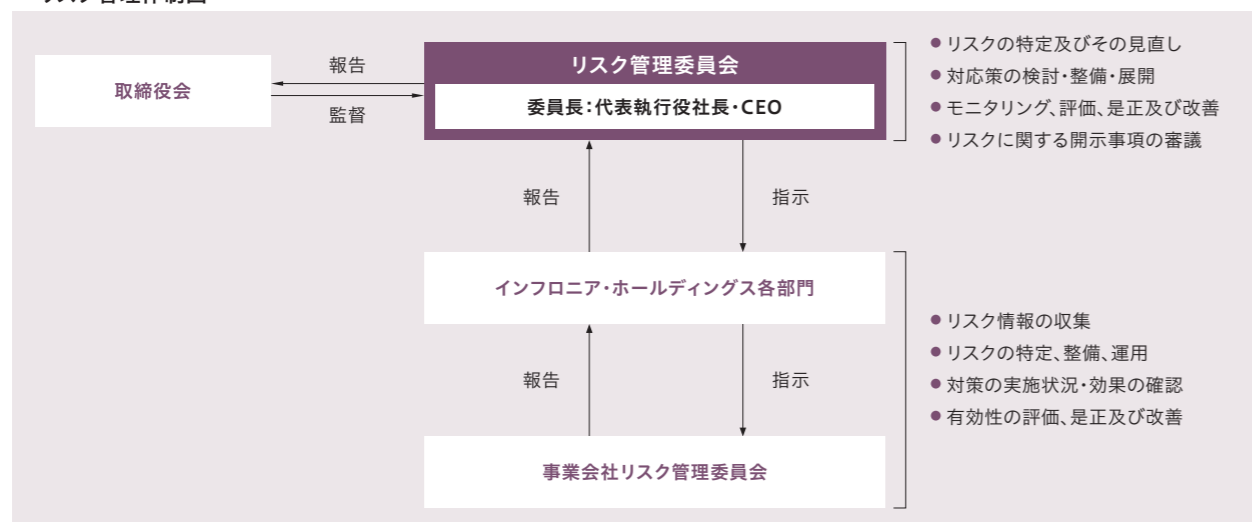 取締役会
報告
監督
リスク管理委員会
委員長：代表執行役社長・CEO
●リスクの特定及びその見直し
●対応策の検討・整備・展開
●モニタリング、評価、是正及び改善
●リスクに関する開示事項の審議
報告
指示
インフロニア・ホールディングス各部門
報告
指示
事業会社リスク管理委員会
●リスク情報の収集
●リスクの特定、整備、運用
●対策の実施状況・効果の確認
●有効性の評価、是正及び改善